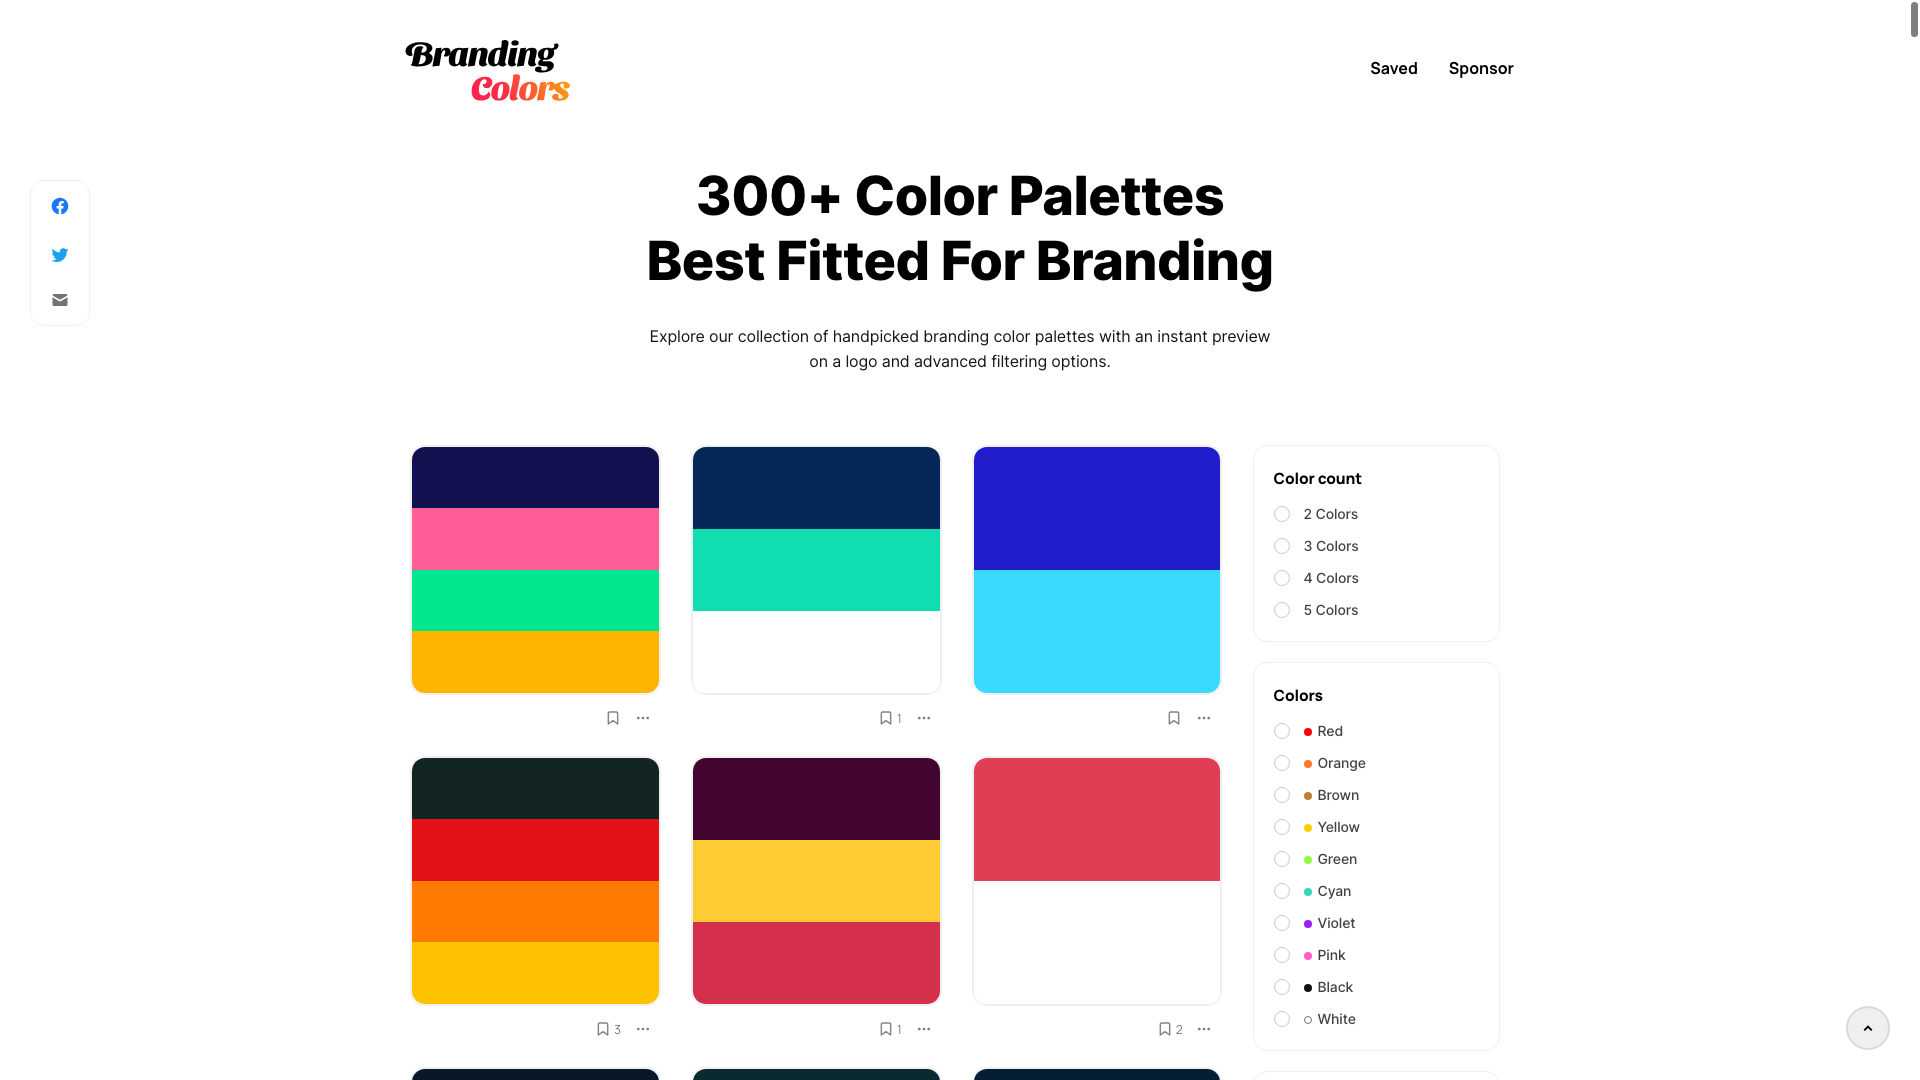 Branding
Colors
Saved
Sponsor
300+ Color Palettes
Best Fitted For Branding
Explore our collection of handpicked branding color palettes with an instant preview
on a logo and advanced filtering options.
Color count
2 Colors
3 Colors
4 Colors
5 Colors
1
Colors
Red
Orange
Brown
Yellow
Green
Cyan
Violet
Pink
Black
White
3
1
2